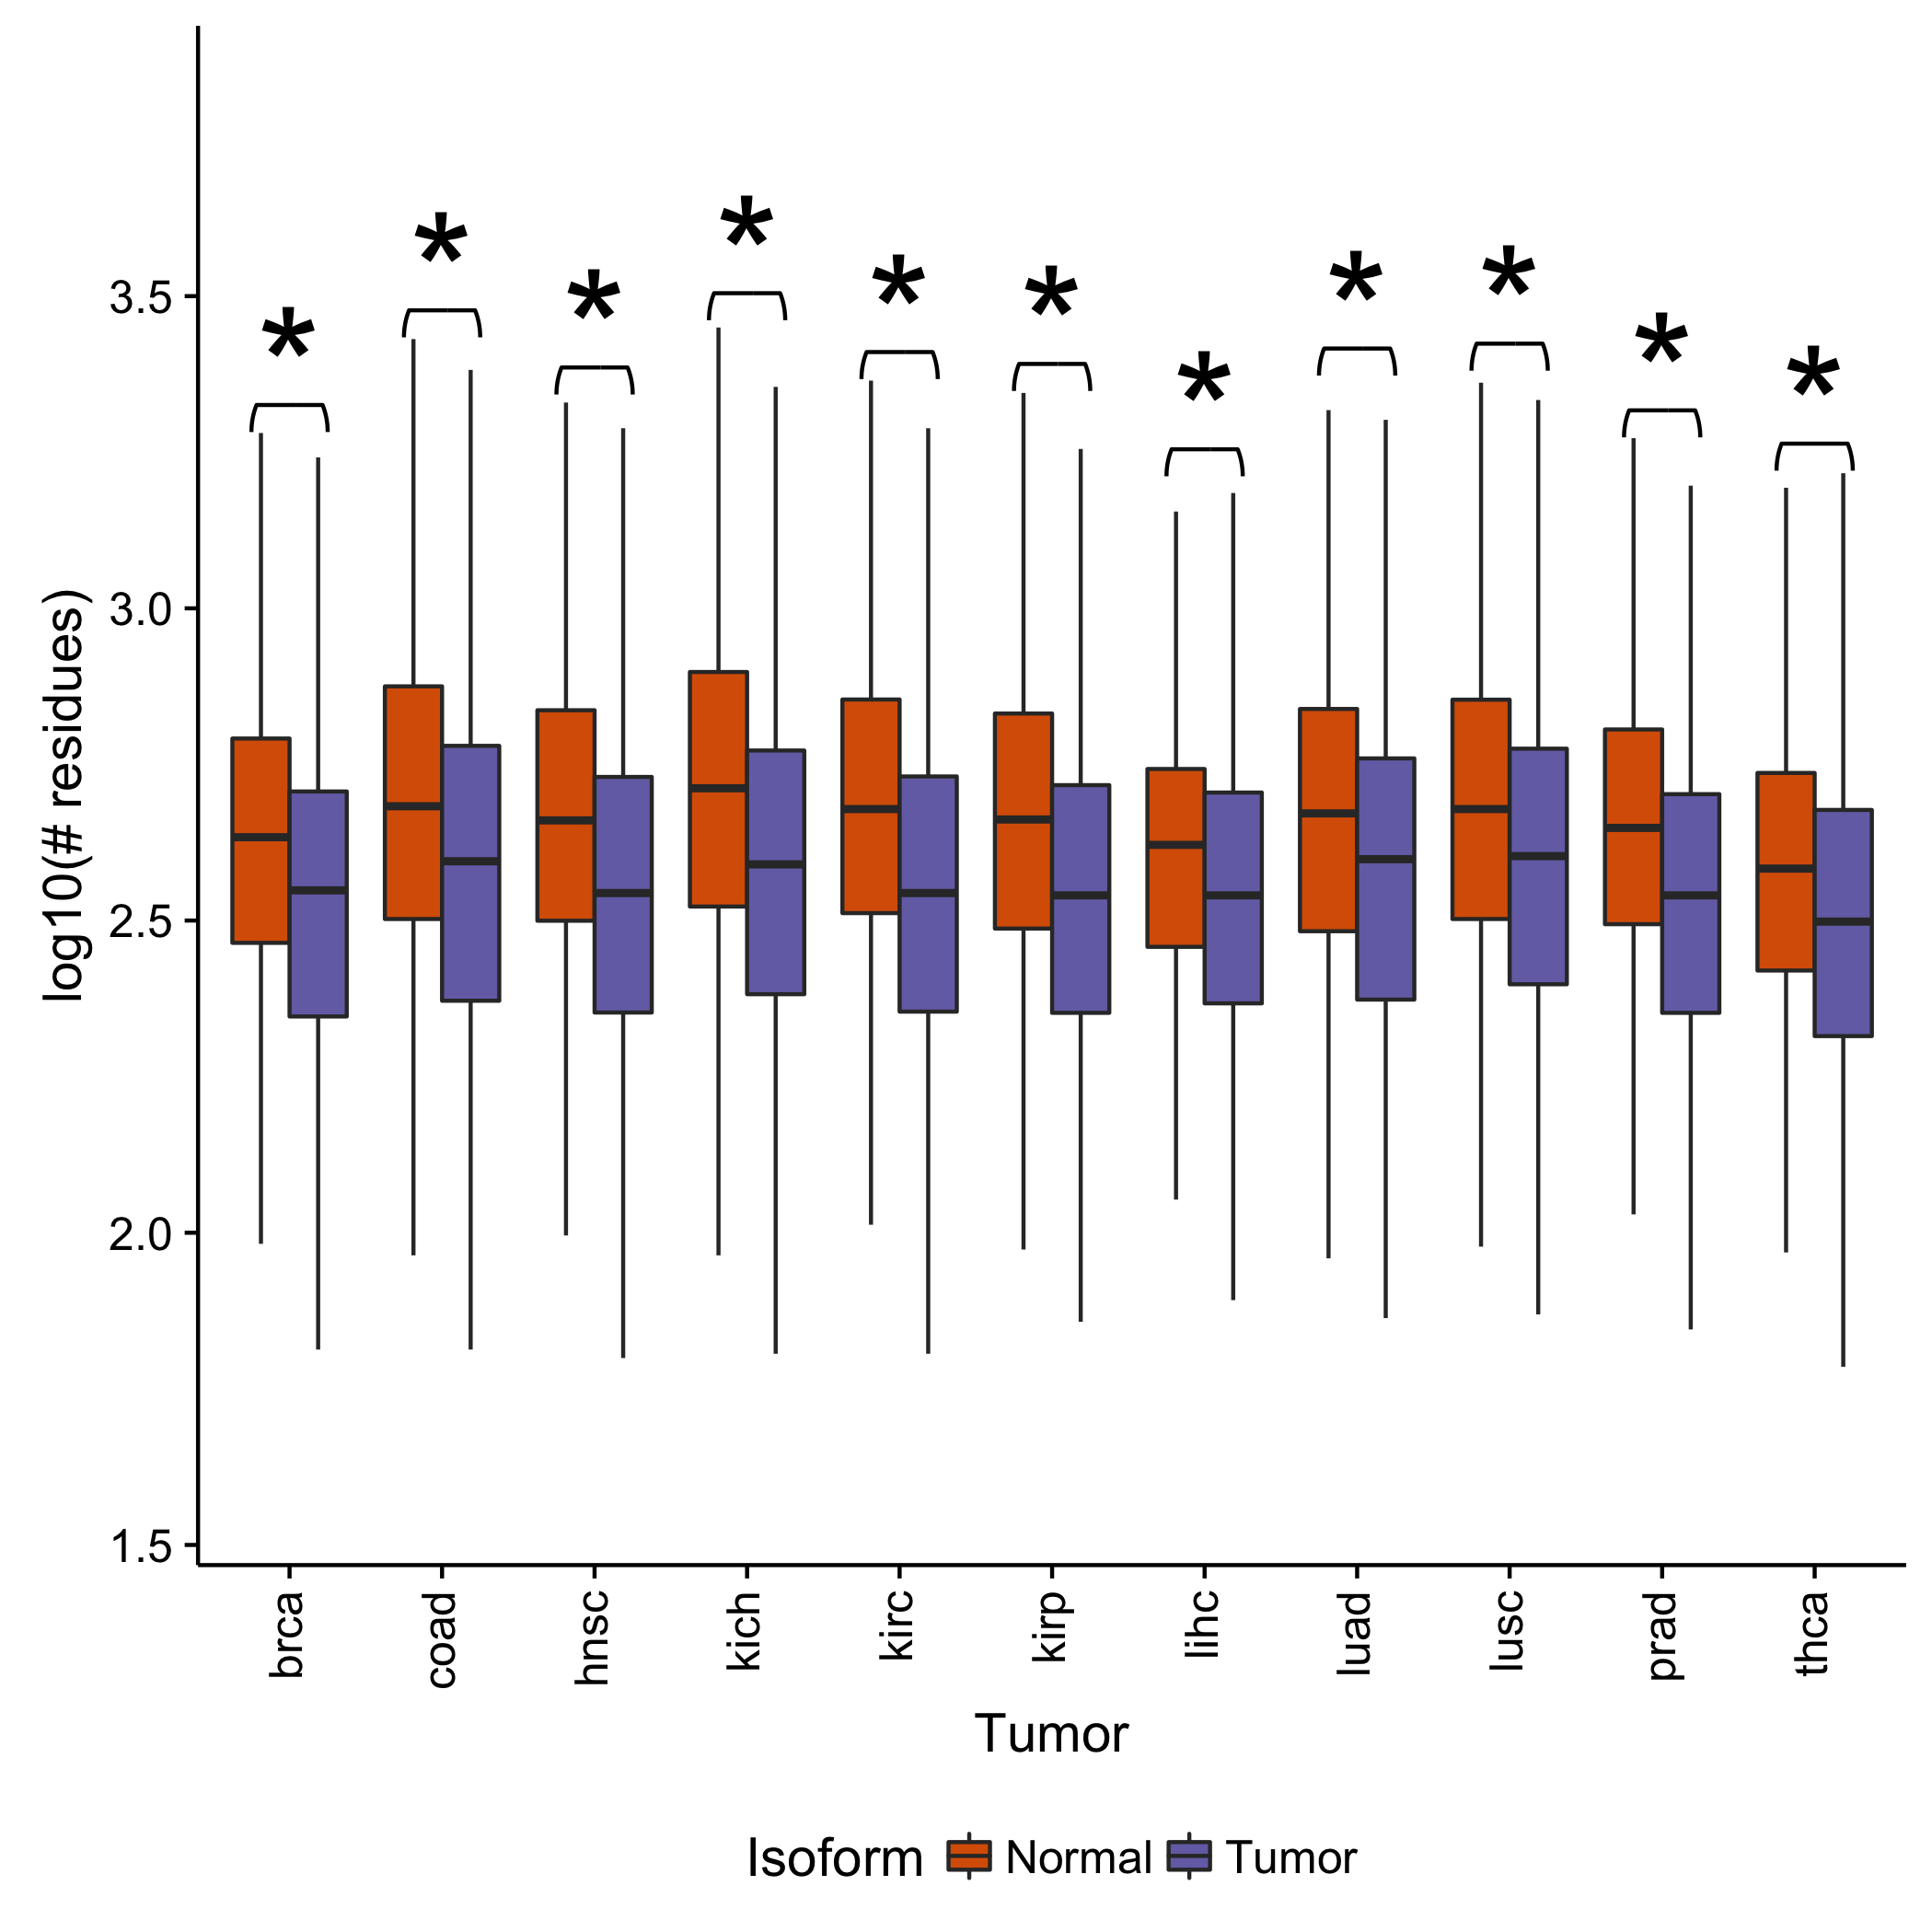 * * * * * * * * * * *
log10(# residues)
3.5
3.0
2.5
2.0
1.5
brca coad hnsc kich kirc kirp lihc luad lusc prad thca
Tumor
Isoform Normal Tumor